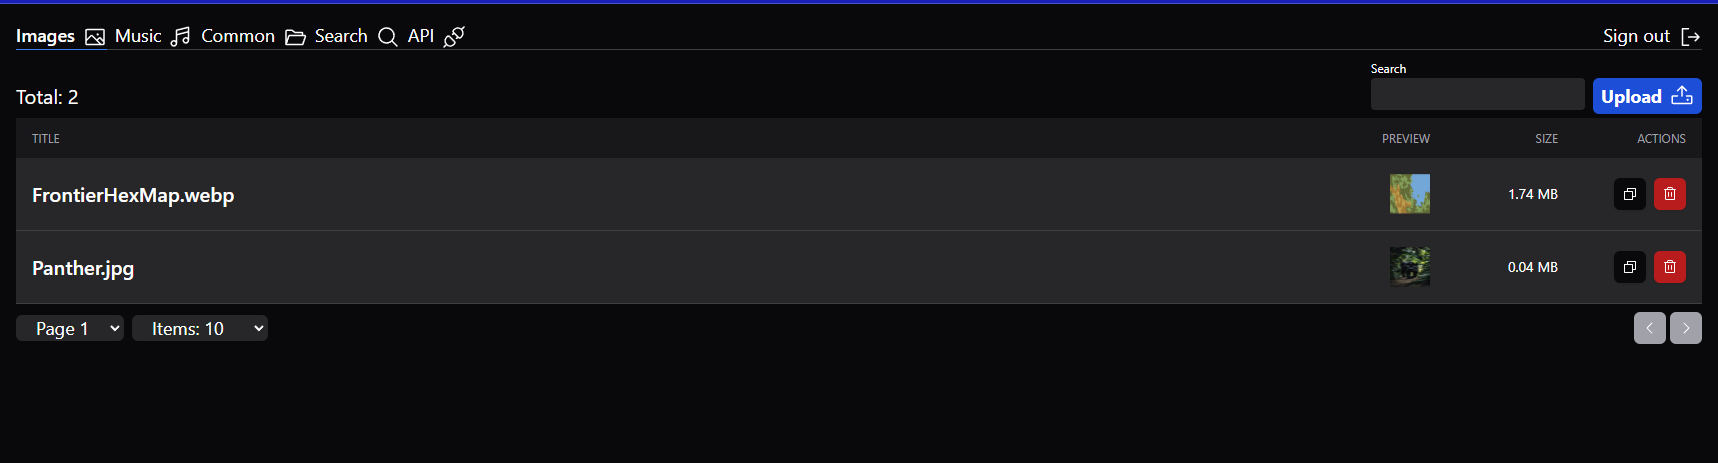 Images Music Common Search API Sign out
Search
Total: 2 Upload
TITLE PREVIEW SIZE ACTIONS
FrontierHexMap.webp 1.74 MB
Panther.jpg 0.04 MB
Page 1 Items: 10